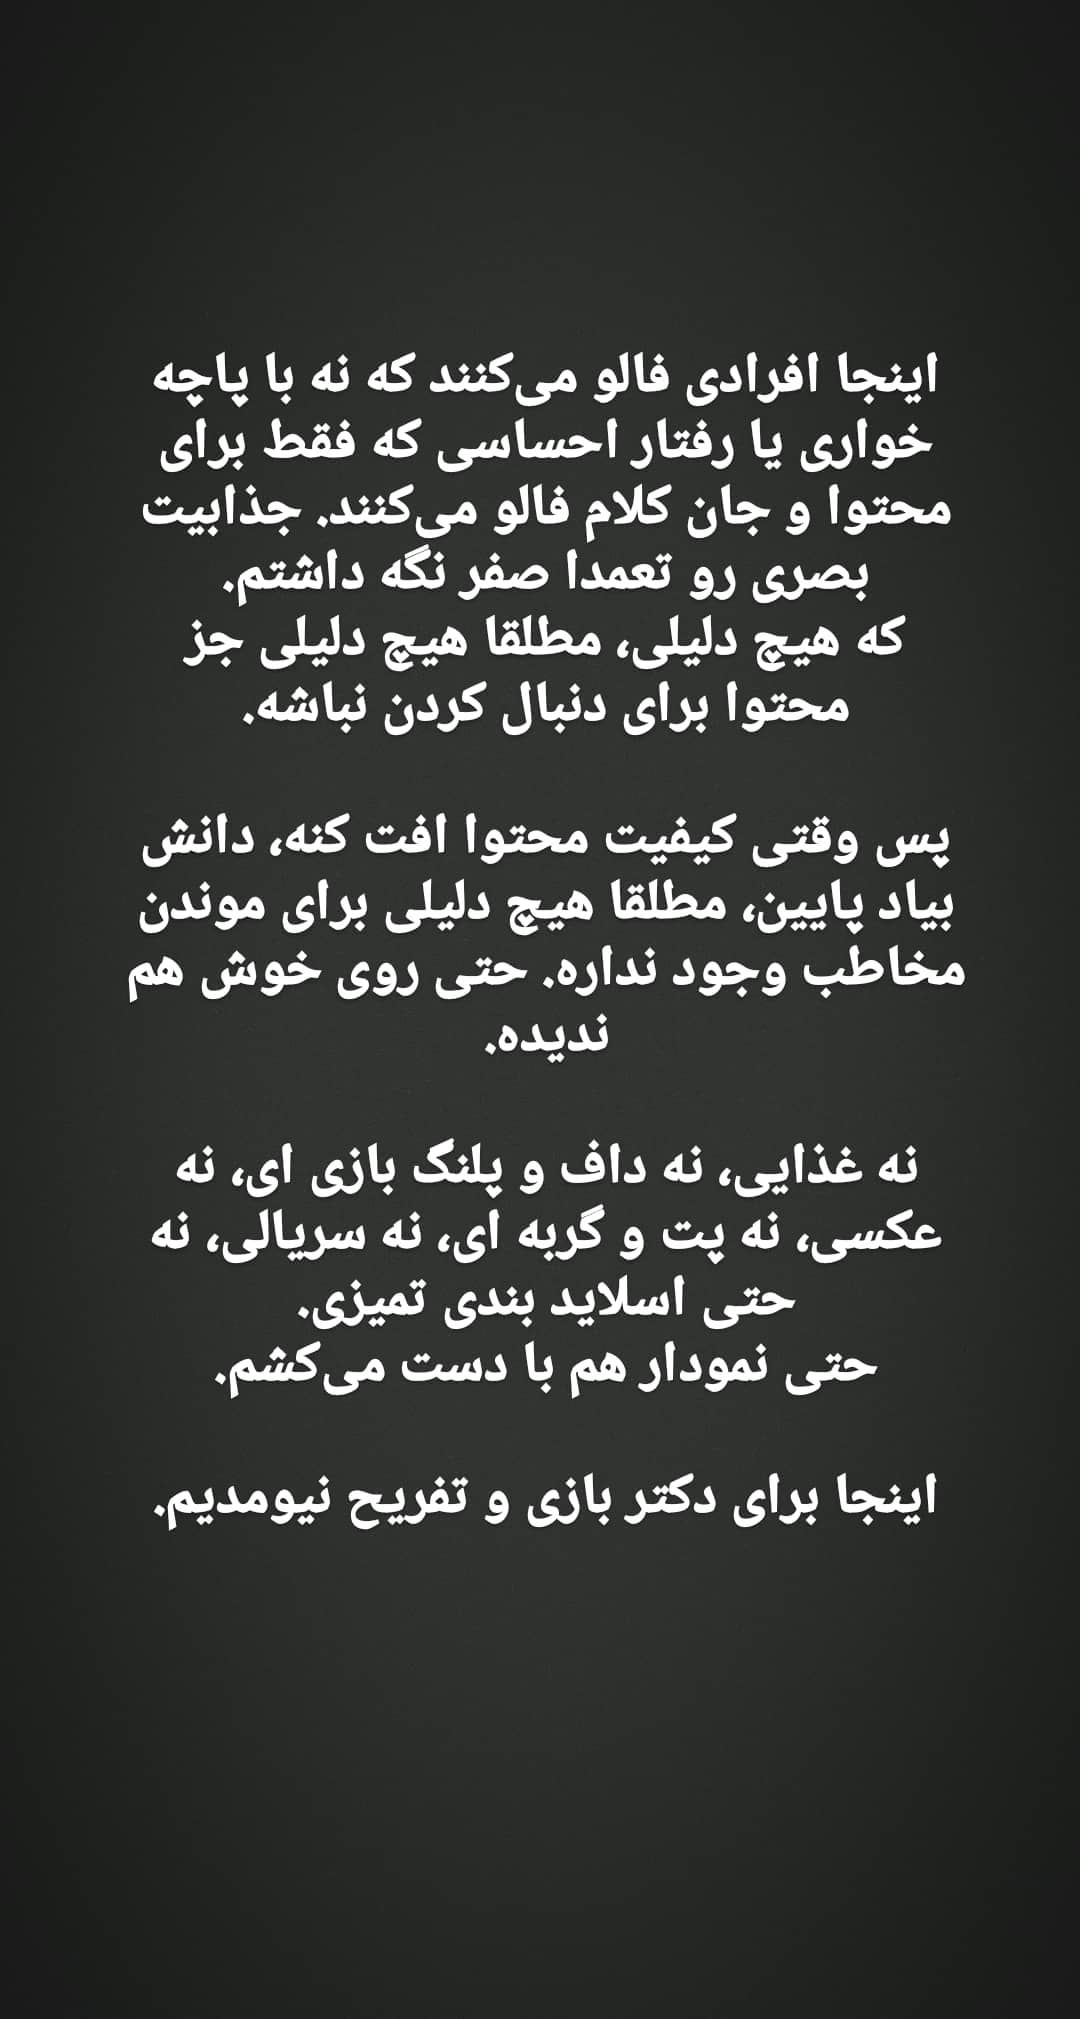 اینجا افرادی فالو می‌کنند که نه با پاچه
خواری یا رفتار احساسی که فقط برای
محتوا و جان کلام فالو می‌کنند. جذابیت
بصری رو تعمدا صفر نگه داشتم.
که هیچ دلیلی، مطلقا هیچ دلیلی جز
محتوا برای دنبال کردن نباشه.
پس وقتی کیفیت محتوا افت کنه، دانش
بیاد پایین، مطلقا هیچ دلیلی برای موندن
مخاطب وجود نداره. حتی روی خوش هم
ندیده.
نه غذایی، نه داف و پلنگ بازی ای، نه
عکسی، نه پت و گربه ای، نه سریالی، نه
حتی اسلاید بندی تمیزی.
حتی نمودار هم با دست می‌کشم.
اینجا برای دکتر بازی و تفریح نیومدیم.